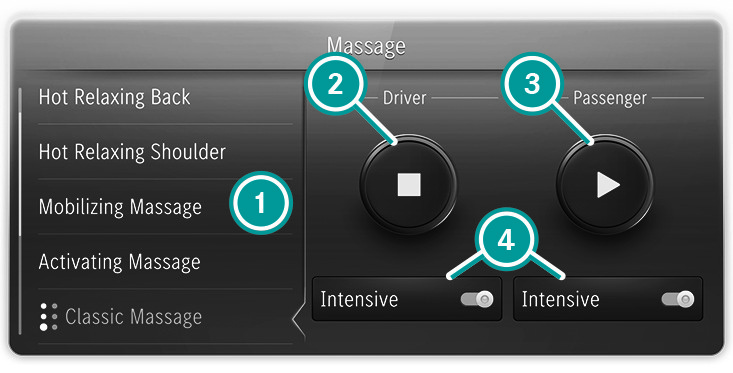 Massage
Hot Relaxing Back
Hot Relaxing Shoulder
Mobilizing Massage
Activating Massage
Classic Massage
1
2
Driver
3
Passenger
4
Intensive
Intensive